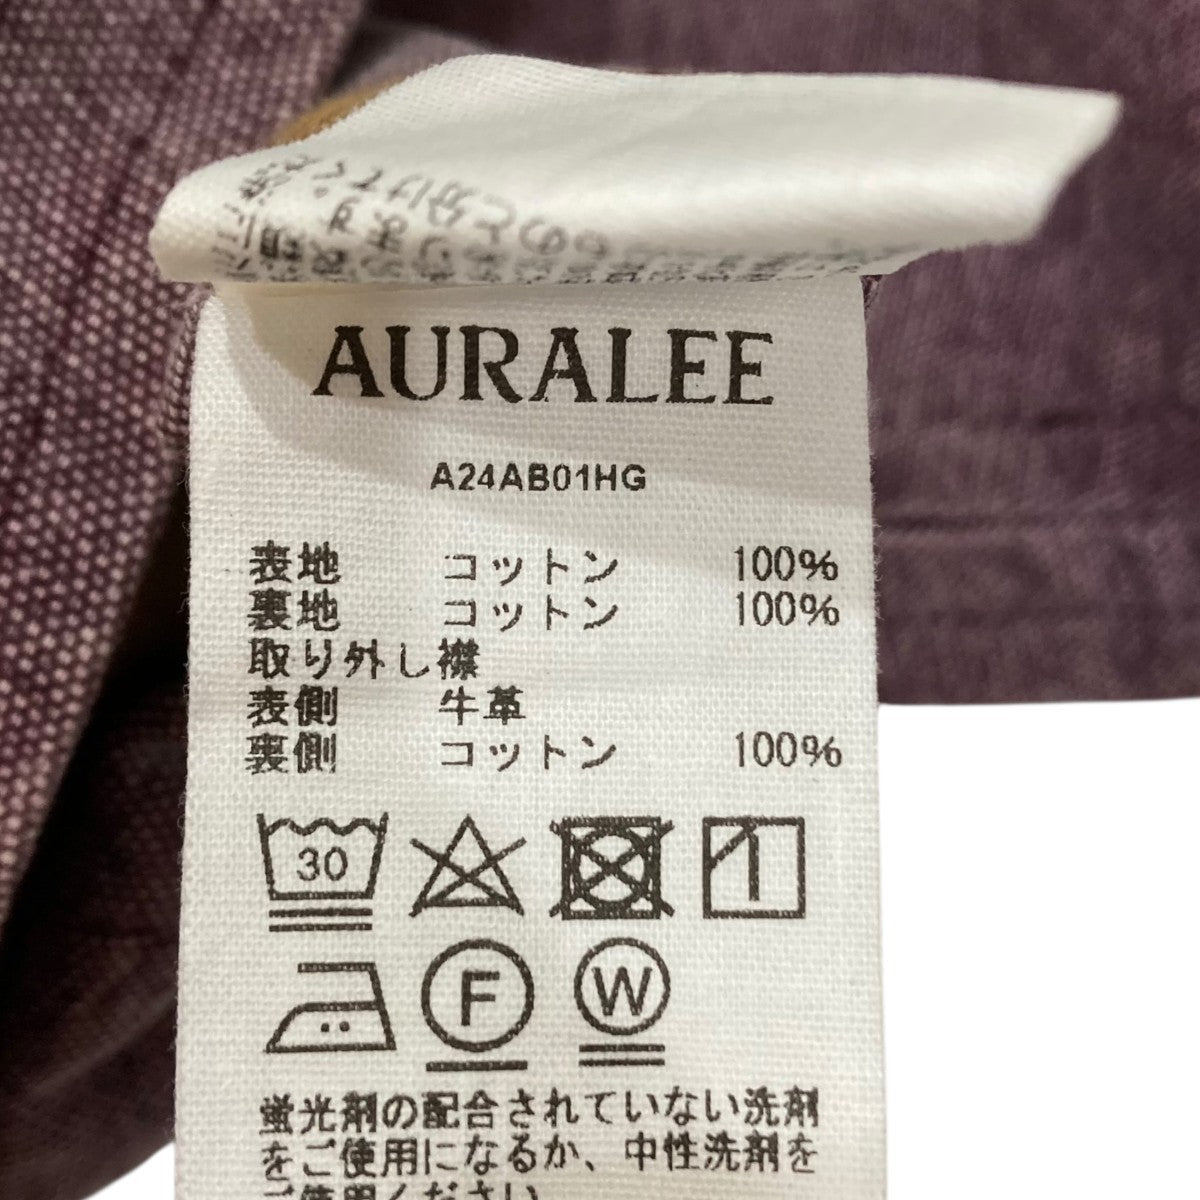 AURALEE
A24AB01HG
表地 コットン 100%
裏地 コットン 100%
取り外し襟
表側 牛革
裏側 コットン 100%
30
F
W
蛍光剤の配合されていない洗剤
をご使用になるか、中性洗剤を
ご使用ください